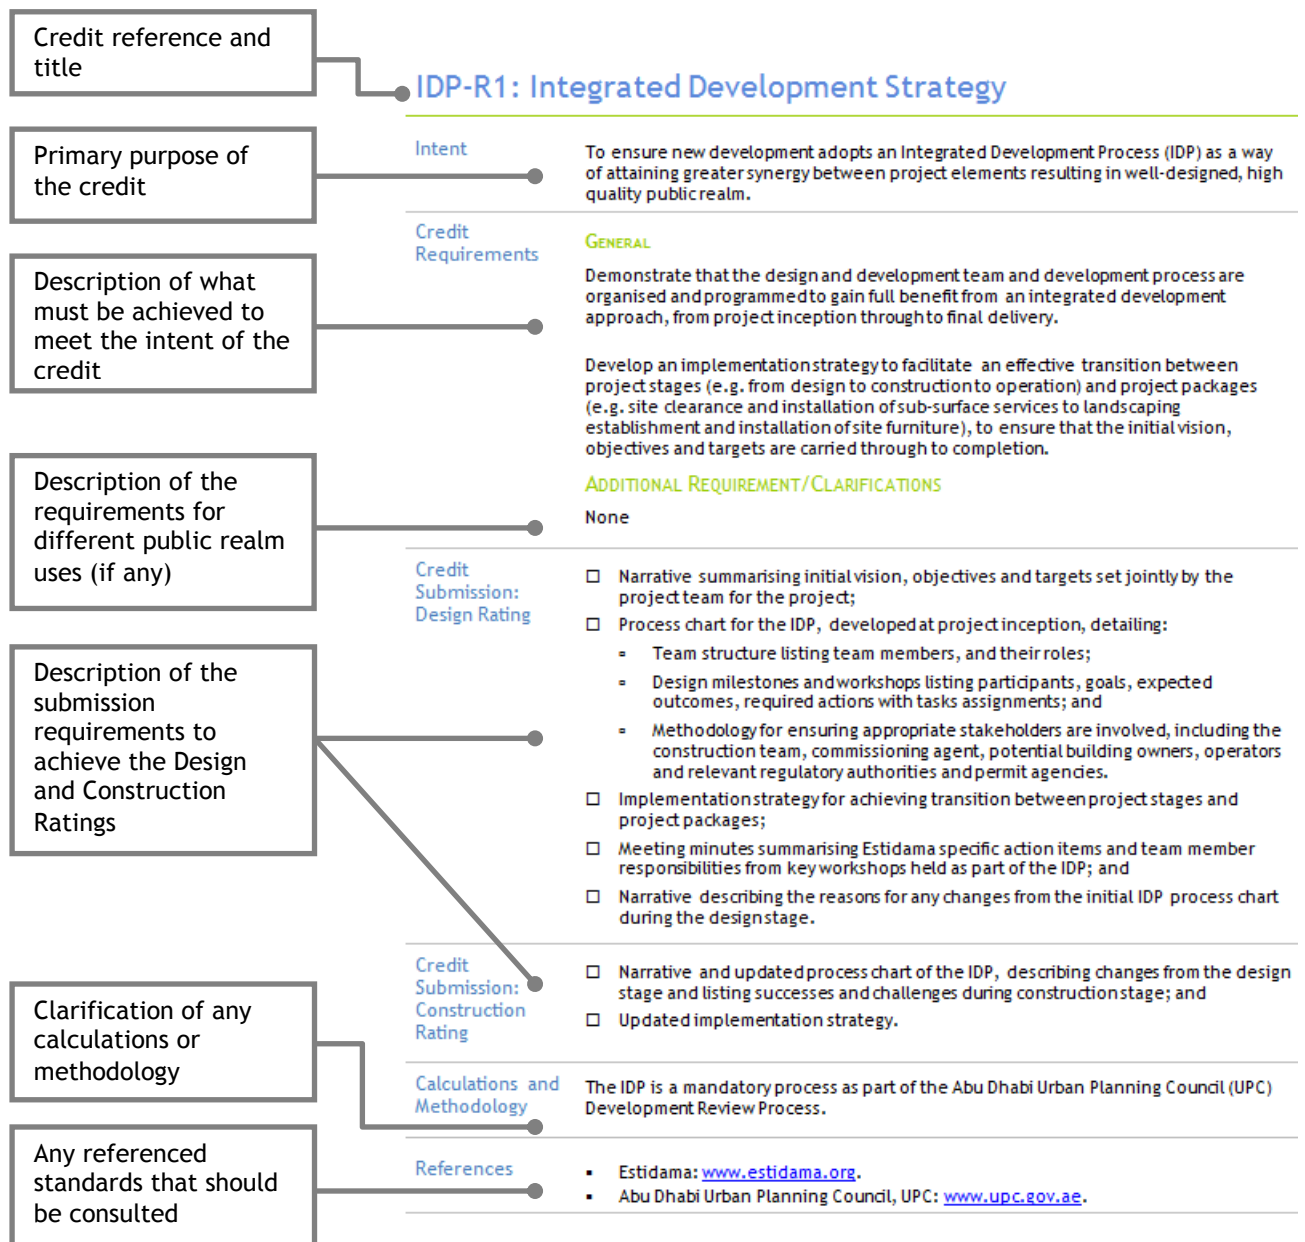 Credit reference and
title
IDP-R1: Integrated Development Strategy
Primary purpose of
the credit
Intent
To ensure new development adopts an Integrated Development Process (IDP) as a way
of attaining greater synergy between project elements resulting in well-designed, high
quality public realm.
Description of what
must be achieved to
meet the intent of the
credit
Credit
Requirements
GENERAL
Demonstrate that the design and development team and development process are
organised and programmed to gain full benefit from an integrated development
approach, from project inception through to final delivery.
Develop an implementation strategy to facilitate an effective transition between
project stages (e.g. from design to construction to operation) and project packages
(e.g. site clearance and installation of sub-surface services to landscaping
establishment and installation of site furniture), to ensure that the initial vision,
objectives and targets are carried through to completion.
Description of the
requirements for
different public realm
uses (if any)
ADDITIONAL REQUIREMENT/CLARIFICATIONS
None
Description of the
submission
requirements to
achieve the Design
and Construction
Ratings
Credit
Submission:
Design Rating
□ Narrative summarising initial vision, objectives and targets set jointly by the
project team for the project;
□ Process chart for the IDP, developed at project inception, detailing:
▫ Team structure listing team members, and their roles;
▫ Design milestones and workshops listing participants, goals, expected
outcomes, required actions with tasks assignments; and
▫ Methodology for ensuring appropriate stakeholders are involved, including the
construction team, commissioning agent, potential building owners, operators
and relevant regulatory authorities and permit agencies.
□ Implementation strategy for achieving transition between project stages and
project packages;
□ Meeting minutes summarising Estidama specific action items and team member
responsibilities from key workshops held as part of the IDP; and
□ Narrative describing the reasons for any changes from the initial IDP process chart
during the design stage.
Credit
Submission:
Construction
Rating
□ Narrative and updated process chart of the IDP, describing changes from the design
stage and listing successes and challenges during construction stage; and
□ Updated implementation strategy.
Clarification of any
calculations or
methodology
Calculations and
Methodology
The IDP is a mandatory process as part of the Abu Dhabi Urban Planning Council (UPC)
Development Review Process.
Any referenced
standards that should
be consulted
References
▪ Estidama: www.estidama.org.
▪ Abu Dhabi Urban Planning Council, UPC: www.upc.gov.ae.